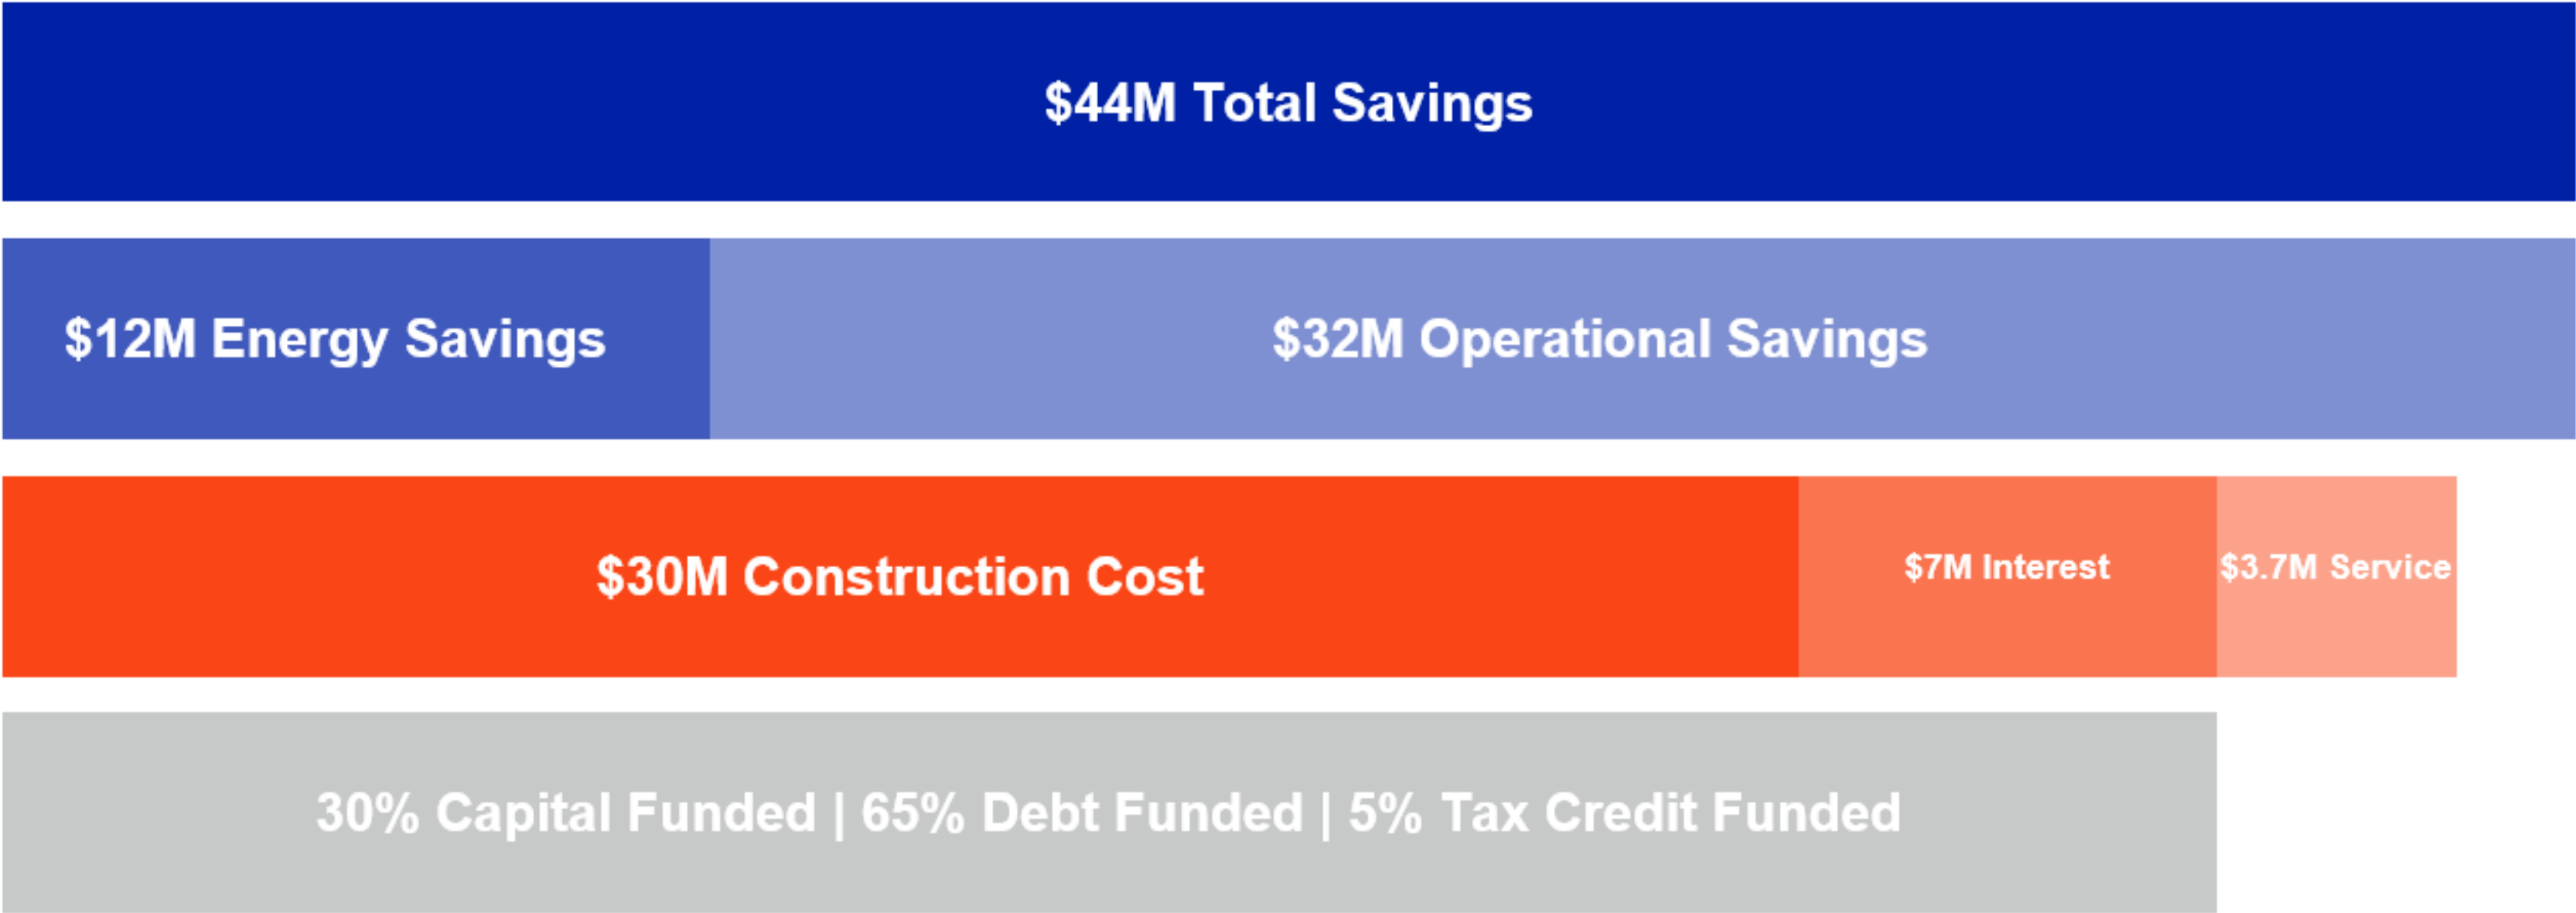 $44M Total Savings
$12M Energy Savings
$32M Operational Savings
$30M Construction Cost
$7M Interest
$3.7M Service
30% Capital Funded | 65% Debt Funded | 5% Tax Credit Funded